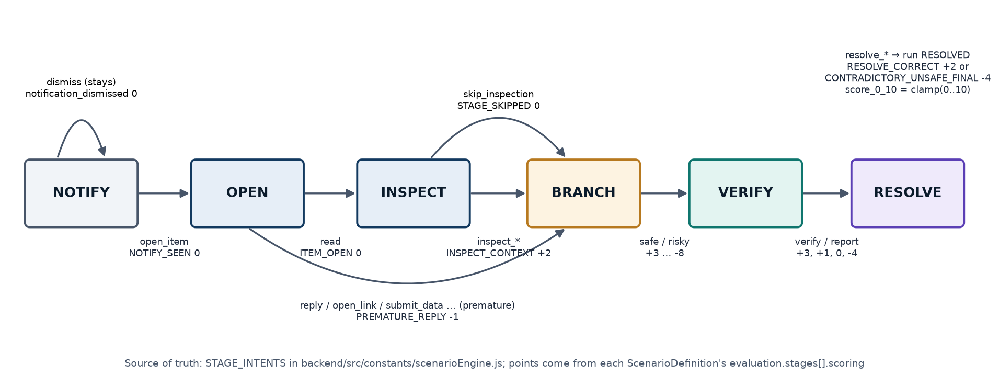 resolve_* → run RESOLVED
RESOLVE_CORRECT +2 or
CONTRADICTORY_UNSAFE_FINAL -4
score_0_10 = clamp(0..10)
dismiss (stays)
notification_dismissed 0
skip_inspection
STAGE_SKIPPED 0
NOTIFY
OPEN
INSPECT
BRANCH
VERIFY
RESOLVE
open_item
NOTIFY_SEEN 0
read
ITEM_OPEN 0
inspect_*
INSPECT_CONTEXT +2
safe / risky
+3 … -8
verify / report
+3, +1, 0, -4
reply / open_link / submit_data … (premature)
PREMATURE_REPLY -1
Source of truth: STAGE_INTENTS in backend/src/constants/scenarioEngine.js; points come from each ScenarioDefinition's evaluation.stages[].scoring